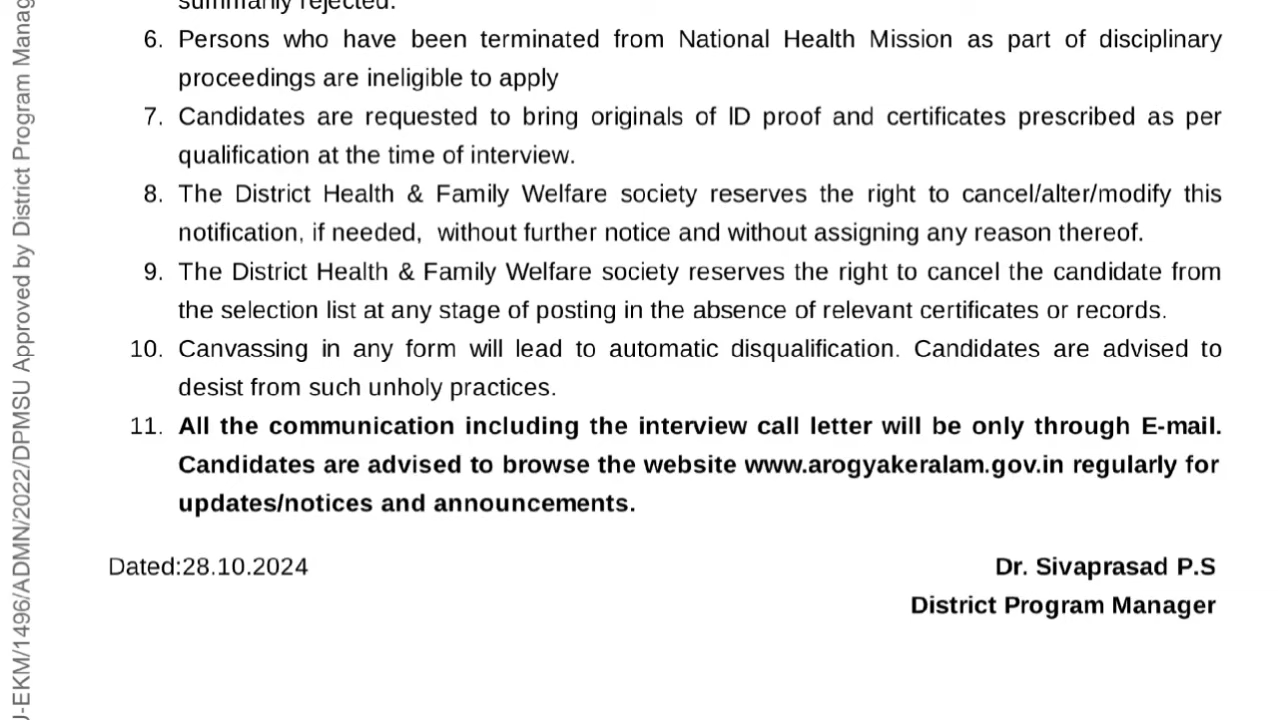 summarily rejected.
6. Persons who have been terminated from National Health Mission as part of disciplinary
proceedings are ineligible to apply
7. Candidates are requested to bring originals of ID proof and certificates prescribed as per
qualification at the time of interview.
8. The District Health & Family Welfare society reserves the right to cancel/alter/modify this
notification, if needed, without further notice and without assigning any reason thereof.
9. The District Health & Family Welfare society reserves the right to cancel the candidate from
the selection list at any stage of posting in the absence of relevant certificates or records.
10. Canvassing in any form will lead to automatic disqualification. Candidates are advised to
desist from such unholy practices.
11. All the communication including the interview call letter will be only through E-mail.
Candidates are advised to browse the website www.arogyakeralam.gov.in regularly for
updates/notices and announcements.
Dated:28.10.2024
Dr. Sivaprasad P.S
District Program Manager
-EKM/1496/ADMN/2022/DPMSU Approved by District Program Manag